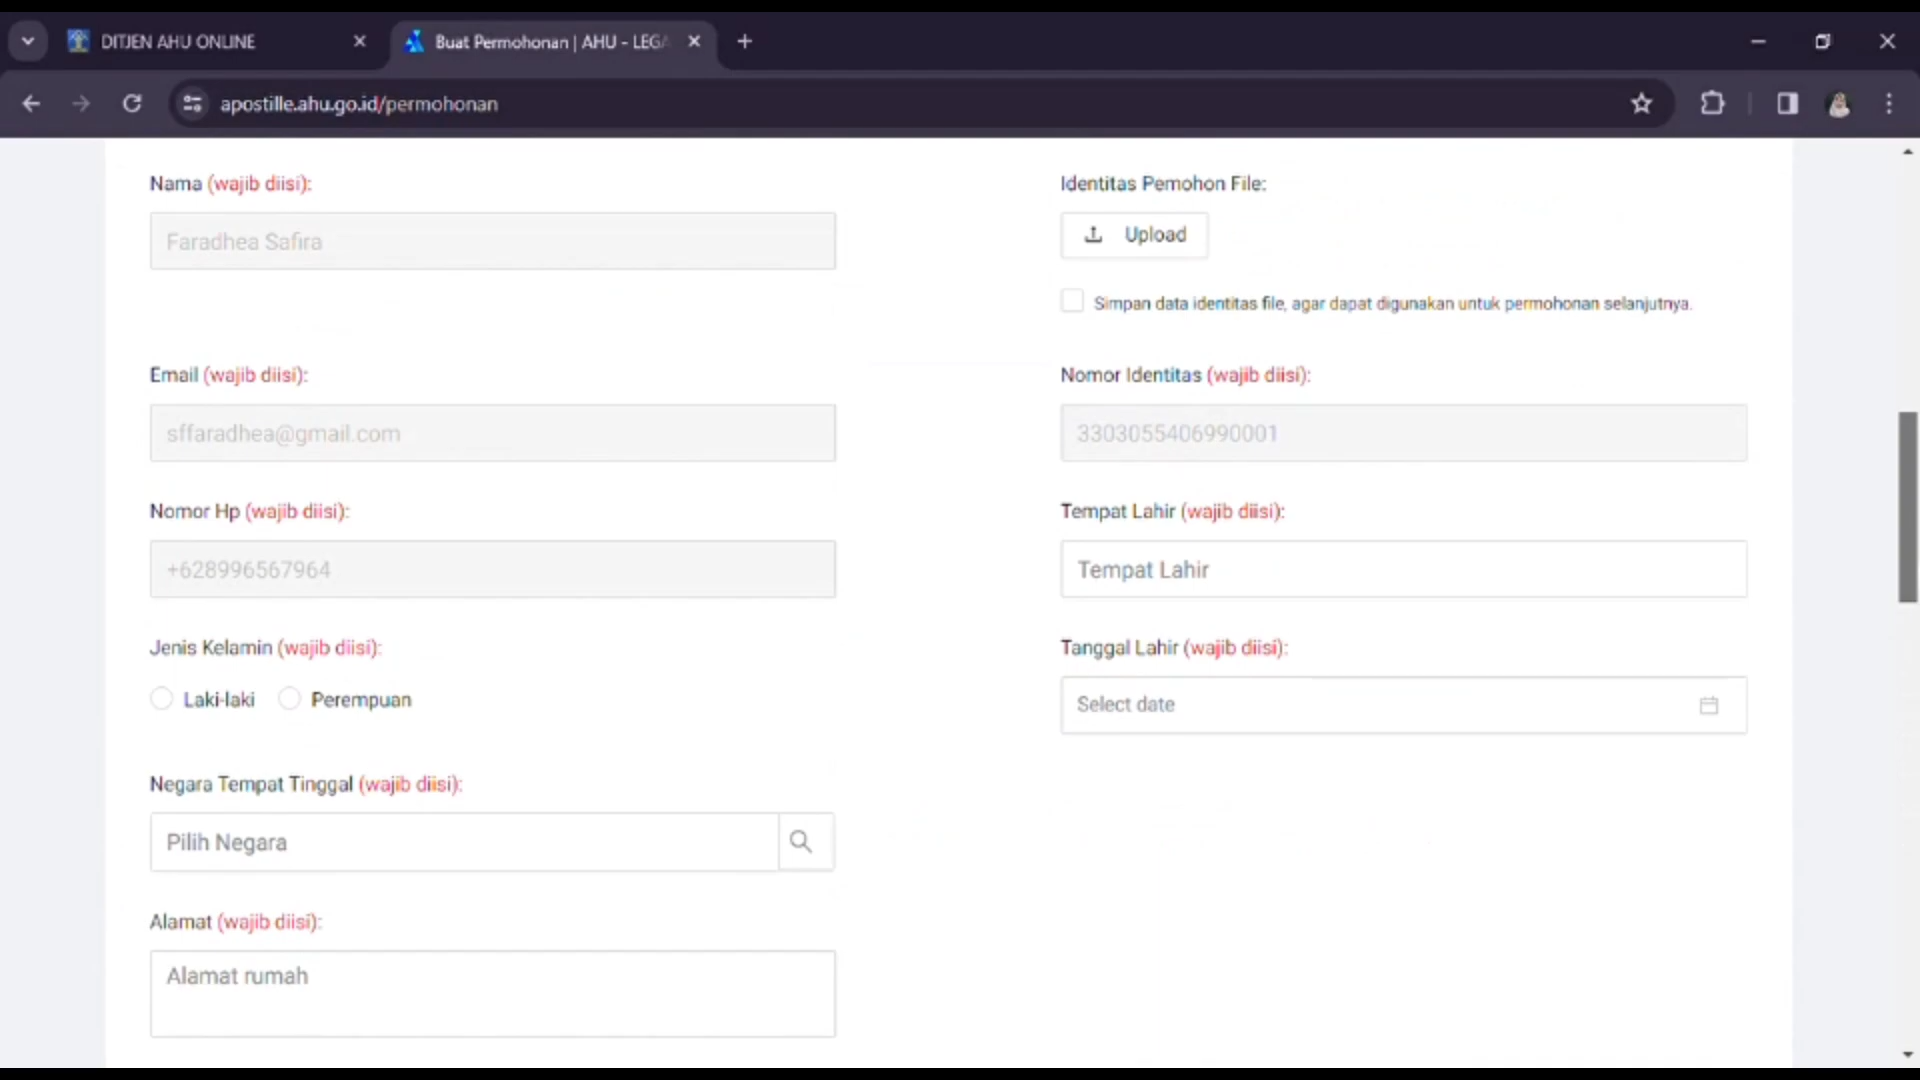 DITJEN AHU ONLINE
Buat Permohonan | AHU - LEGA
apostille.ahu.go.id/permohonan
Nama (wajib diisi):
Faradhea Safira
Identitas Pemohon File:
Upload
Simpan data identitas file, agar dapat digunakan untuk permohonan selanjutnya.
Email (wajib diisi):
sffaradhea@gmail.com
Nomor Identitas (wajib diisi):
3303055406990001
Nomor Hp (wajib diisi):
+628996567964
Tempat Lahir (wajib diisi):
Tempat Lahir
Jenis Kelamin (wajib diisi):
Laki-laki
Perempuan
Tanggal Lahir (wajib diisi):
Select date
Negara Tempat Tinggal (wajib diisi):
Pilih Negara
Alamat (wajib diisi):
Alamat rumah